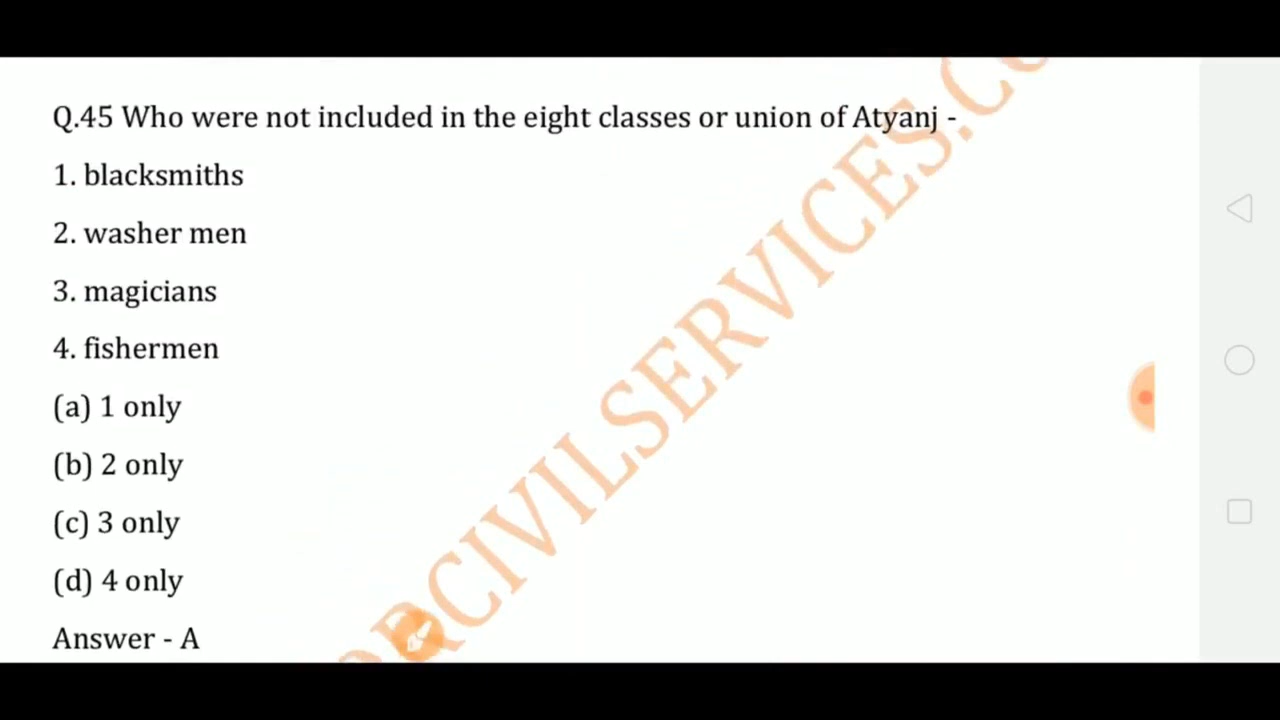 Q.45 Who were not included in the eight classes or union of Atyanj -
1. blacksmiths
2. washer men
3. magicians
4. fishermen
(a) 1 only
(b) 2 only
(c) 3 only
(d) 4 only
Answer - A